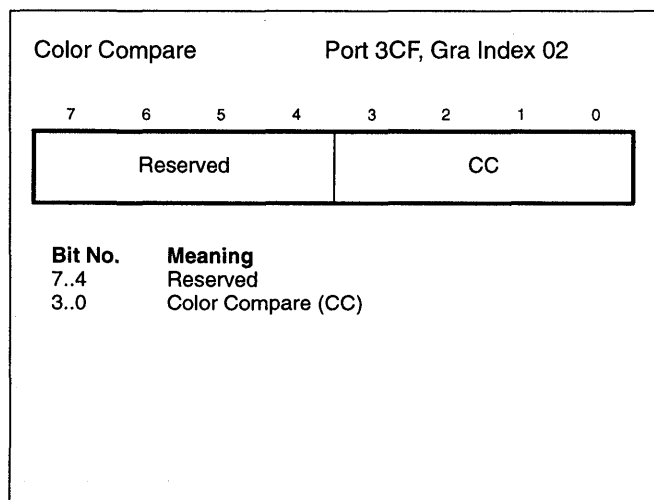 Color Compare Port 3CF, Gra Index 02
7 6 5 4 3 2 1 0
Reserved CC
Bit No. Meaning
7..4 Reserved
3..0 Color Compare (CC)